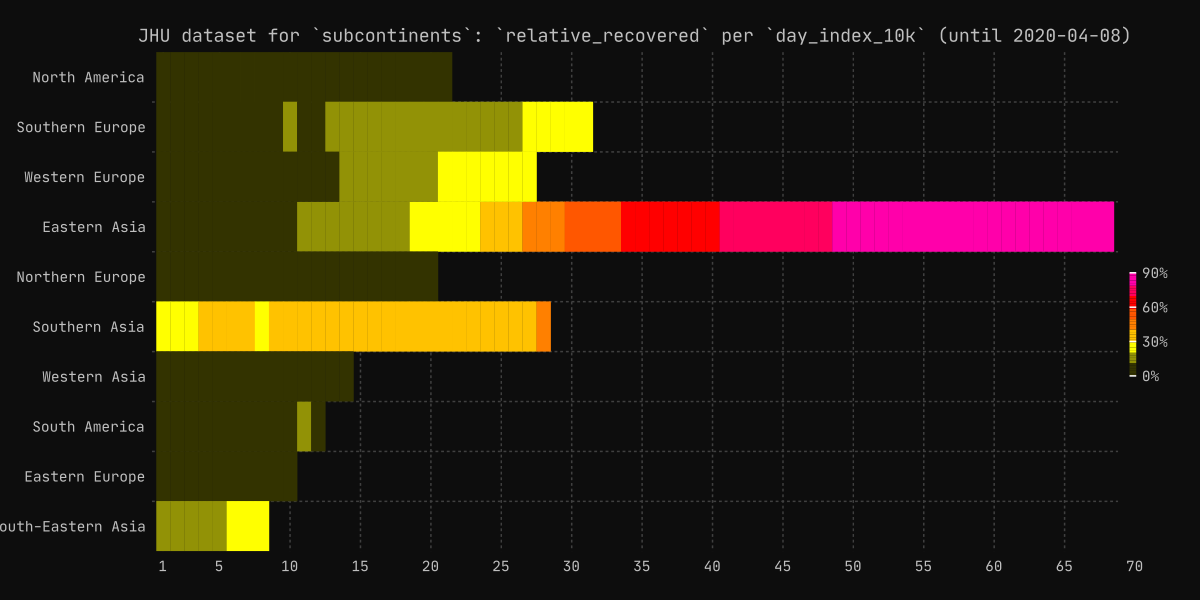 JHU dataset for `subcontinents`: `relative_recovered` per `day_index_10k` (until 2020-04-08)
North America
Southern Europe
Western Europe
Eastern Asia
Northern Europe
Southern Asia
Western Asia
South America
Eastern Europe
outh-Eastern Asia
90%
60%
30%
0%
1 5 10 15 20 25 30 35 40 45 50 55 60 65 70